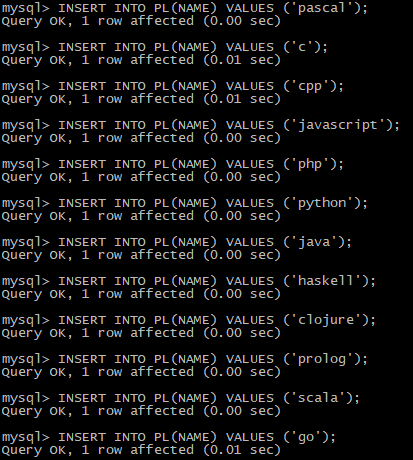 mysql> INSERT INTO PL(NAME) VALUES ('pascal');
Query OK, 1 row affected (0.00 sec)
mysql> INSERT INTO PL(NAME) VALUES ('c');
Query OK, 1 row affected (0.01 sec)
mysql> INSERT INTO PL(NAME) VALUES ('cpp');
Query OK, 1 row affected (0.01 sec)
mysql> INSERT INTO PL(NAME) VALUES ('javascript');
Query OK, 1 row affected (0.00 sec)
mysql> INSERT INTO PL(NAME) VALUES ('php');
Query OK, 1 row affected (0.00 sec)
mysql> INSERT INTO PL(NAME) VALUES ('python');
Query OK, 1 row affected (0.00 sec)
mysql> INSERT INTO PL(NAME) VALUES ('java');
Query OK, 1 row affected (0.00 sec)
mysql> INSERT INTO PL(NAME) VALUES ('haskell');
Query OK, 1 row affected (0.00 sec)
mysql> INSERT INTO PL(NAME) VALUES ('clojure');
Query OK, 1 row affected (0.00 sec)
mysql> INSERT INTO PL(NAME) VALUES ('prolog');
Query OK, 1 row affected (0.00 sec)
mysql> INSERT INTO PL(NAME) VALUES ('scala');
Query OK, 1 row affected (0.00 sec)
mysql> INSERT INTO PL(NAME) VALUES ('go');
Query OK, 1 row affected (0.01 sec)